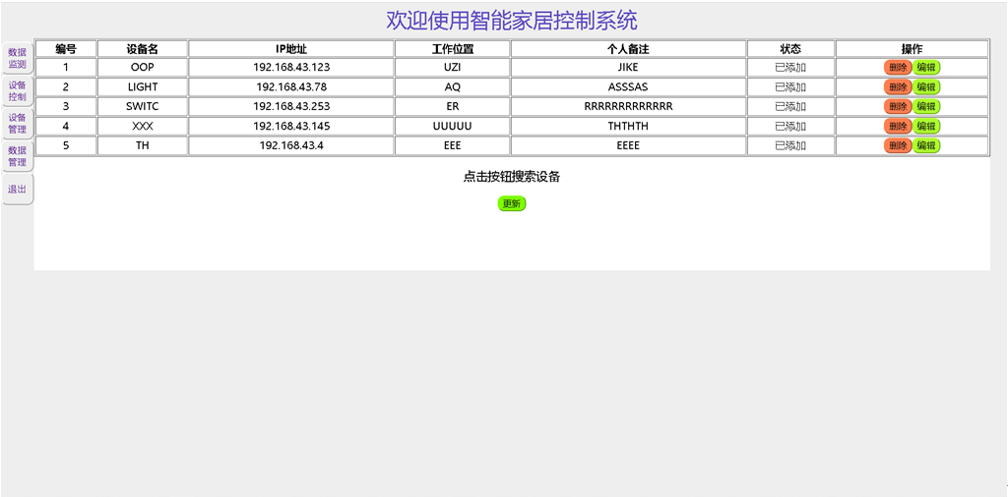 欢迎使用智能家居控制系统
数据
监测
设备
控制
设备
管理
数据
管理
退出
编号 设备名 IP地址 工作位置 个人备注 状态 操作
1 OOP 192.168.43.123 UZI JIKE 已添加 删除 编辑
2 LIGHT 192.168.43.78 AQ ASSSAS 已添加 删除 编辑
3 SWITC 192.168.43.253 ER RRRRRRRRRRRRR 已添加 删除 编辑
4 XXX 192.168.43.145 UUUUU THTHTH 已添加 删除 编辑
5 TH 192.168.43.4 EEE EEEE 已添加 删除 编辑
点击按钮搜索设备
更新